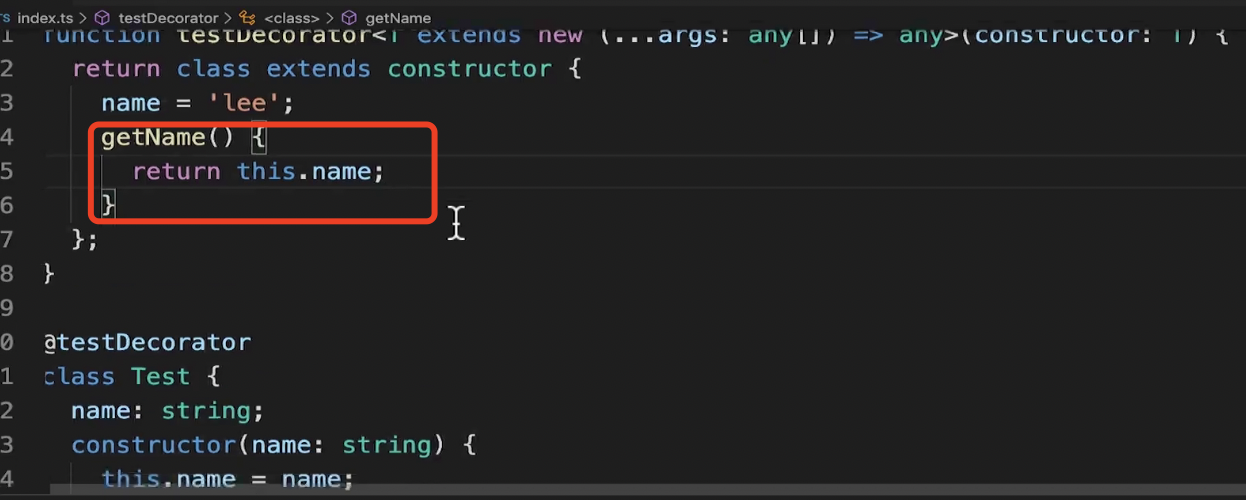 index.ts > testDecorator > <class> > getName
1 function testDecorator<T extends new (...args: any[]) => any>(constructor: T) {
2 return class extends constructor {
3 name = 'lee';
4 getName() {
5 return this.name;
6 }
7 };
8 }
9
0 @testDecorator
1 class Test {
2 name: string;
3 constructor(name: string) {
4 this.name = name;